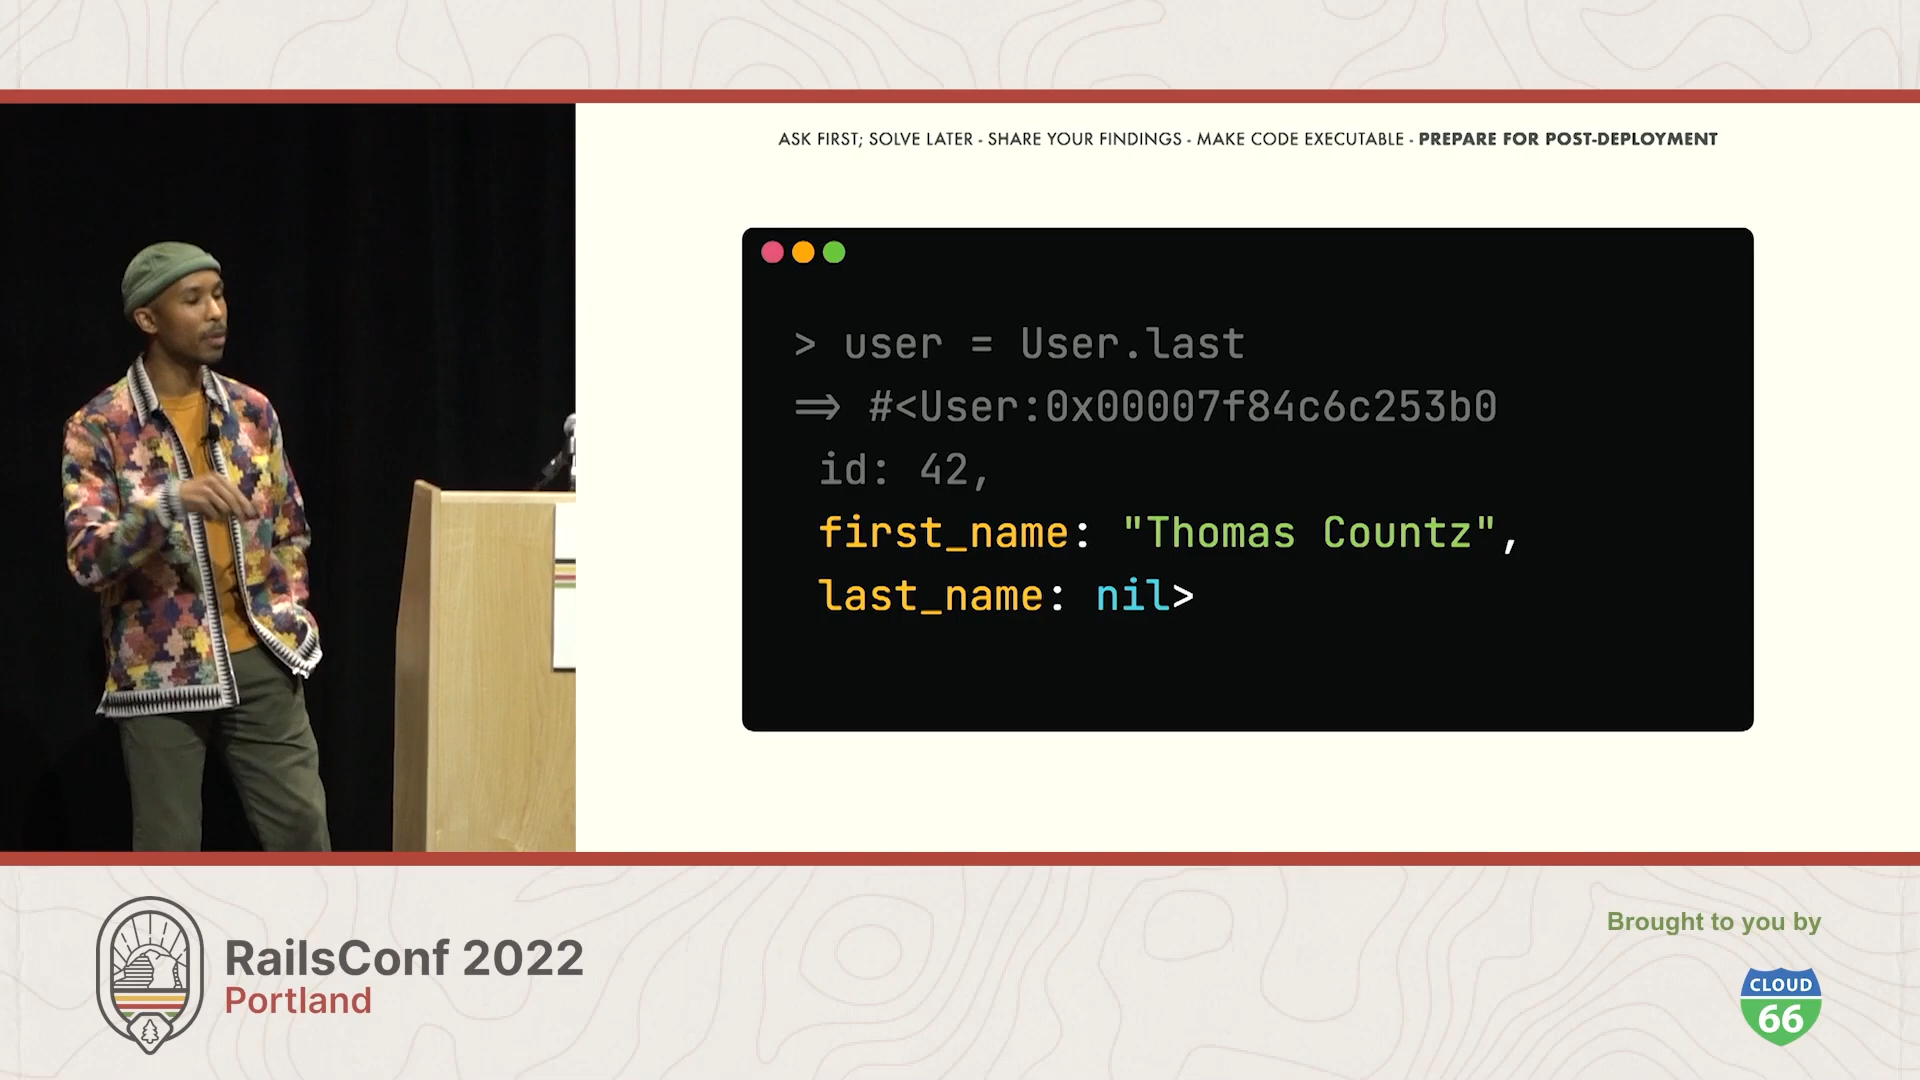 ASK FIRST; SOLVE LATER - SHARE YOUR FINDINGS - MAKE CODE EXECUTABLE - PREPARE FOR POST-DEPLOYMENT
> user = User.last
=> #<User:0x00007f84c6c253b0
id: 42,
first_name: "Thomas Countz",
last_name: nil>
RailsConf 2022
Portland
Brought to you by
CLOUD
66